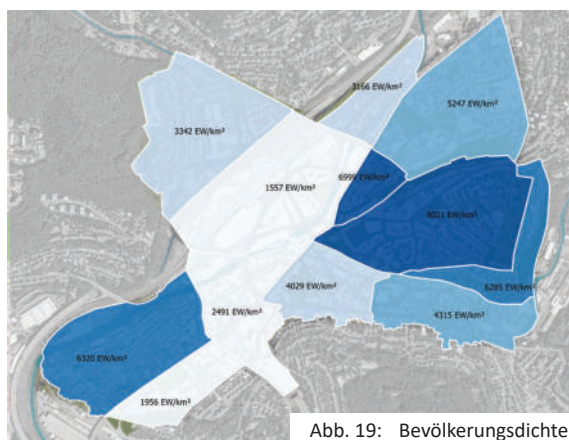 3166 EW/km²
5247 EW/km²
3342 EW/km²
6999 EW/km²
1557 EW/km²
8021 EW/km²
6285 EW/km²
4029 EW/km²
2491 EW/km²
4315 EW/km²
6320 EW/km²
1956 EW/km²
Abb. 19: Bevölkerungsdichte